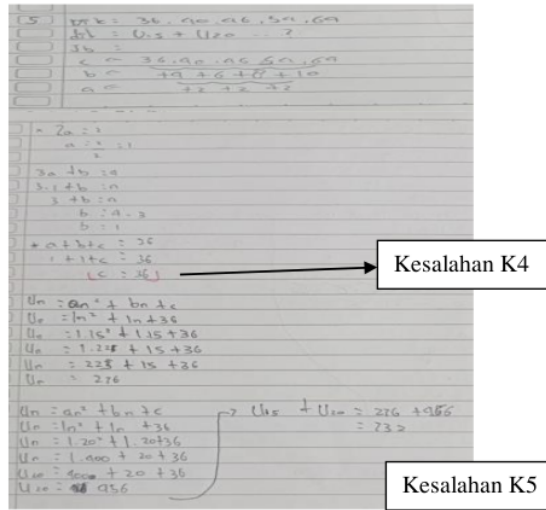 5 Dik = 36, 40, 46, 54, 64
Dit = U15 + U20 ... ?
Jb =
c = 36, 40, 46, 54, 64
b = +4 +6 +8 +10
a = +2 +2 +2
* 2a = 2
a = 2/2 = 1
3a + b = 4
3.1 + b = 4
3 + b = 4
b = 4 - 3
b = 1
* a + b + c = 36
1 + 1 + c = 36
c = 36
Kesalahan K4
Un = an² + bn + c
Un = 1n² + 1n + 36
Un = 1.15² + 1.15 + 36
Un = 1.225 + 15 + 36
Un = 225 + 15 + 36
Un = 276
Un = an² + bn + c
Un = 1n² + 1n + 36
Un = 1.20² + 1.20+36
Un = 1.400 + 20 + 36
U20 = 400 + 20 + 36
U20 = 456
→ U15 + U20 = 276 + 456
= 732
Kesalahan K5